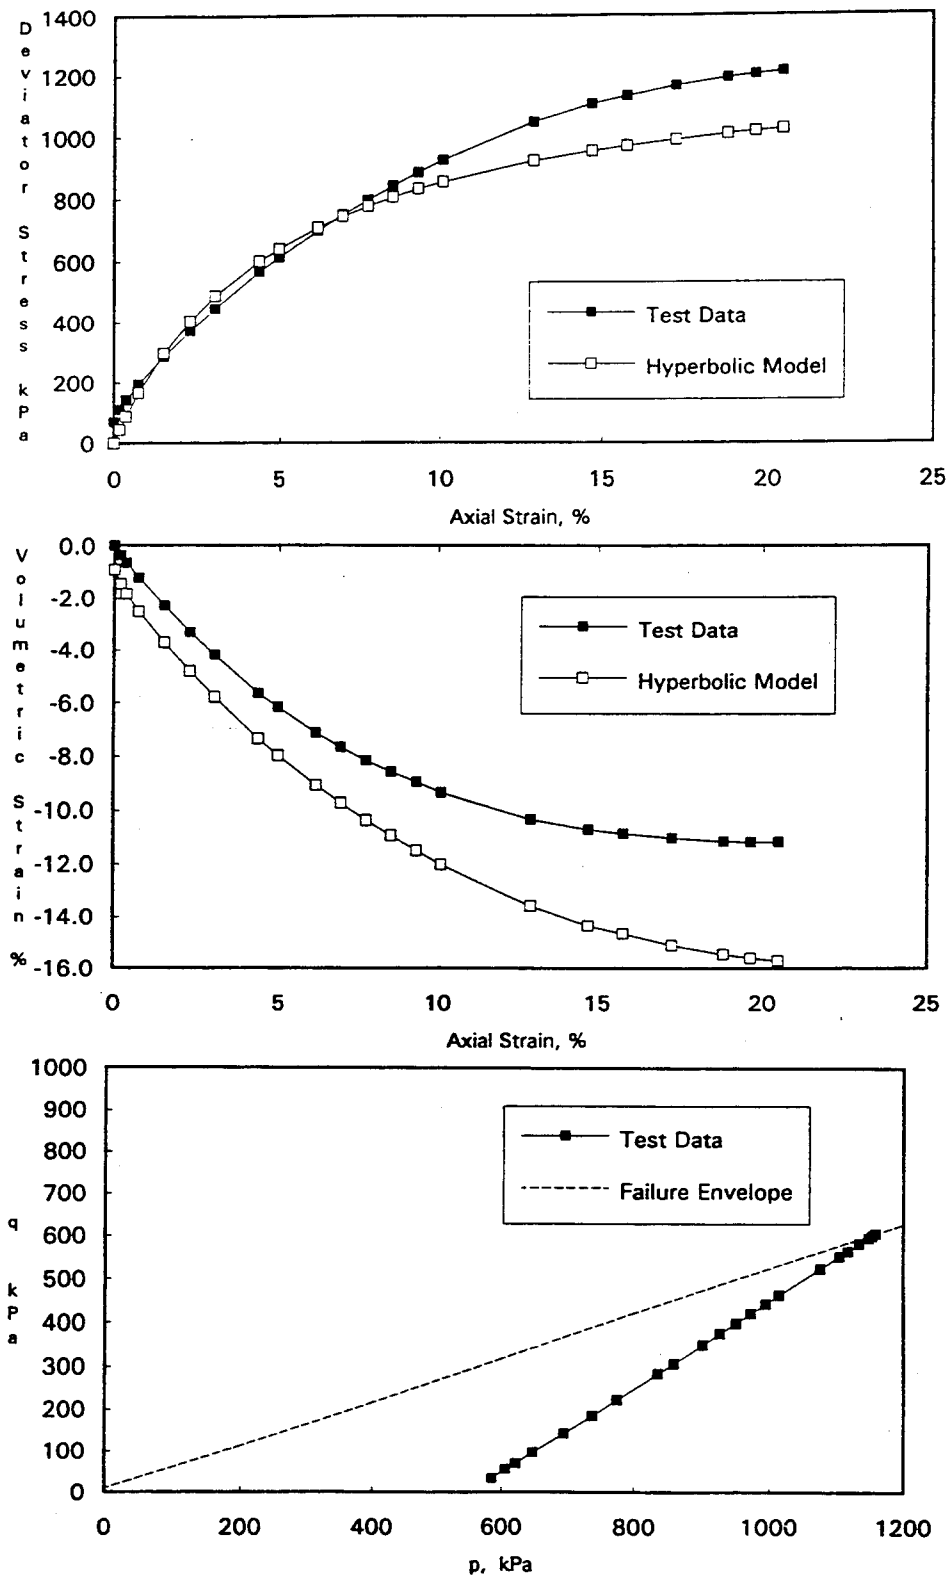 Deviator Stress kPa
1400
1200
1000
800
600
400
200
0
Test Data
Hyperbolic Model
0 5 10 15 20 25
Axial Strain, %
Volumetric Strain %
0.0
-2.0
-4.0
-6.0
-8.0
-10.0
-12.0
-14.0
-16.0
Test Data
Hyperbolic Model
0 5 10 15 20 25
Axial Strain, %
q kPa
1000
900
800
700
600
500
400
300
200
100
0
Test Data
Failure Envelope
0 200 400 600 800 1000 1200
p, kPa